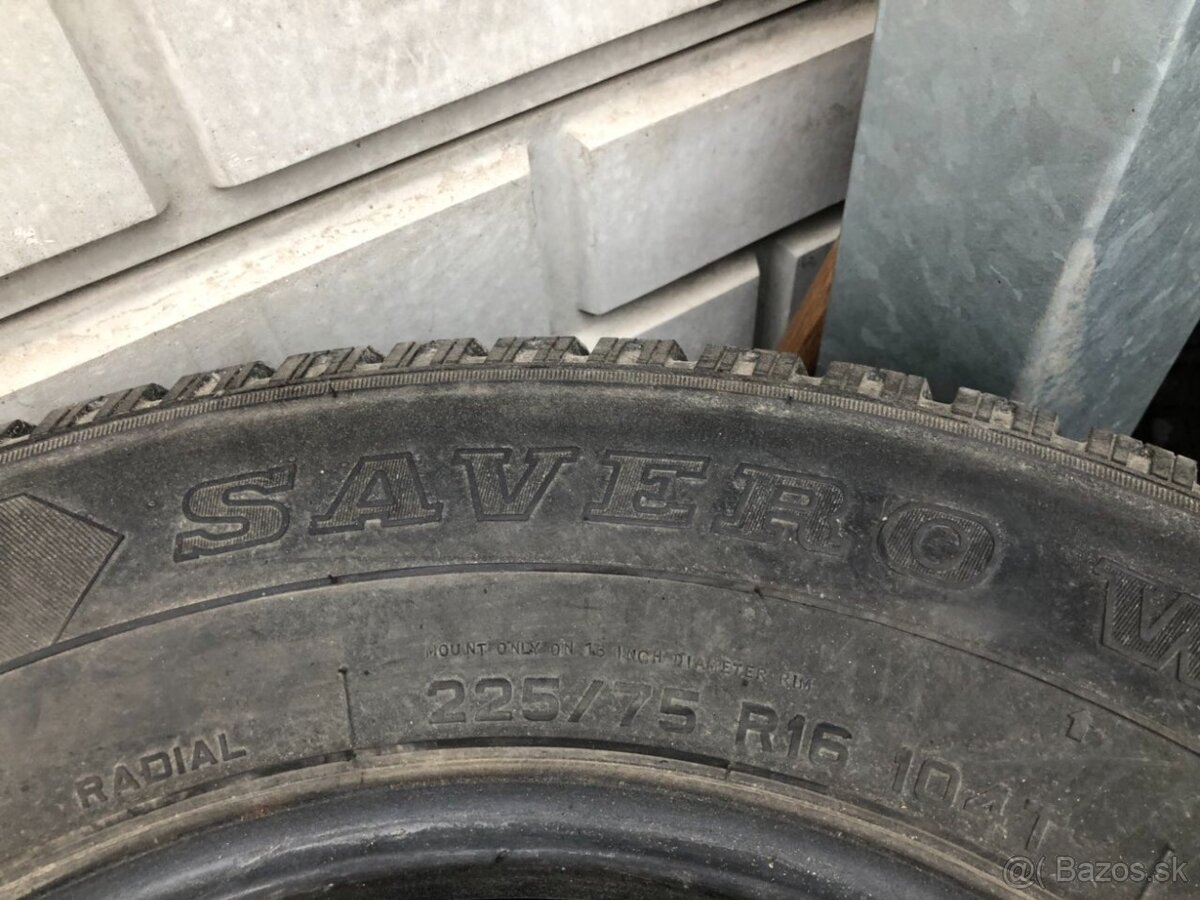 SAVERO W
MOUNT ONLY ON 16 INCH DIAMETER RIM
225/75 R16 104T
RADIAL
@( Bazos.sk